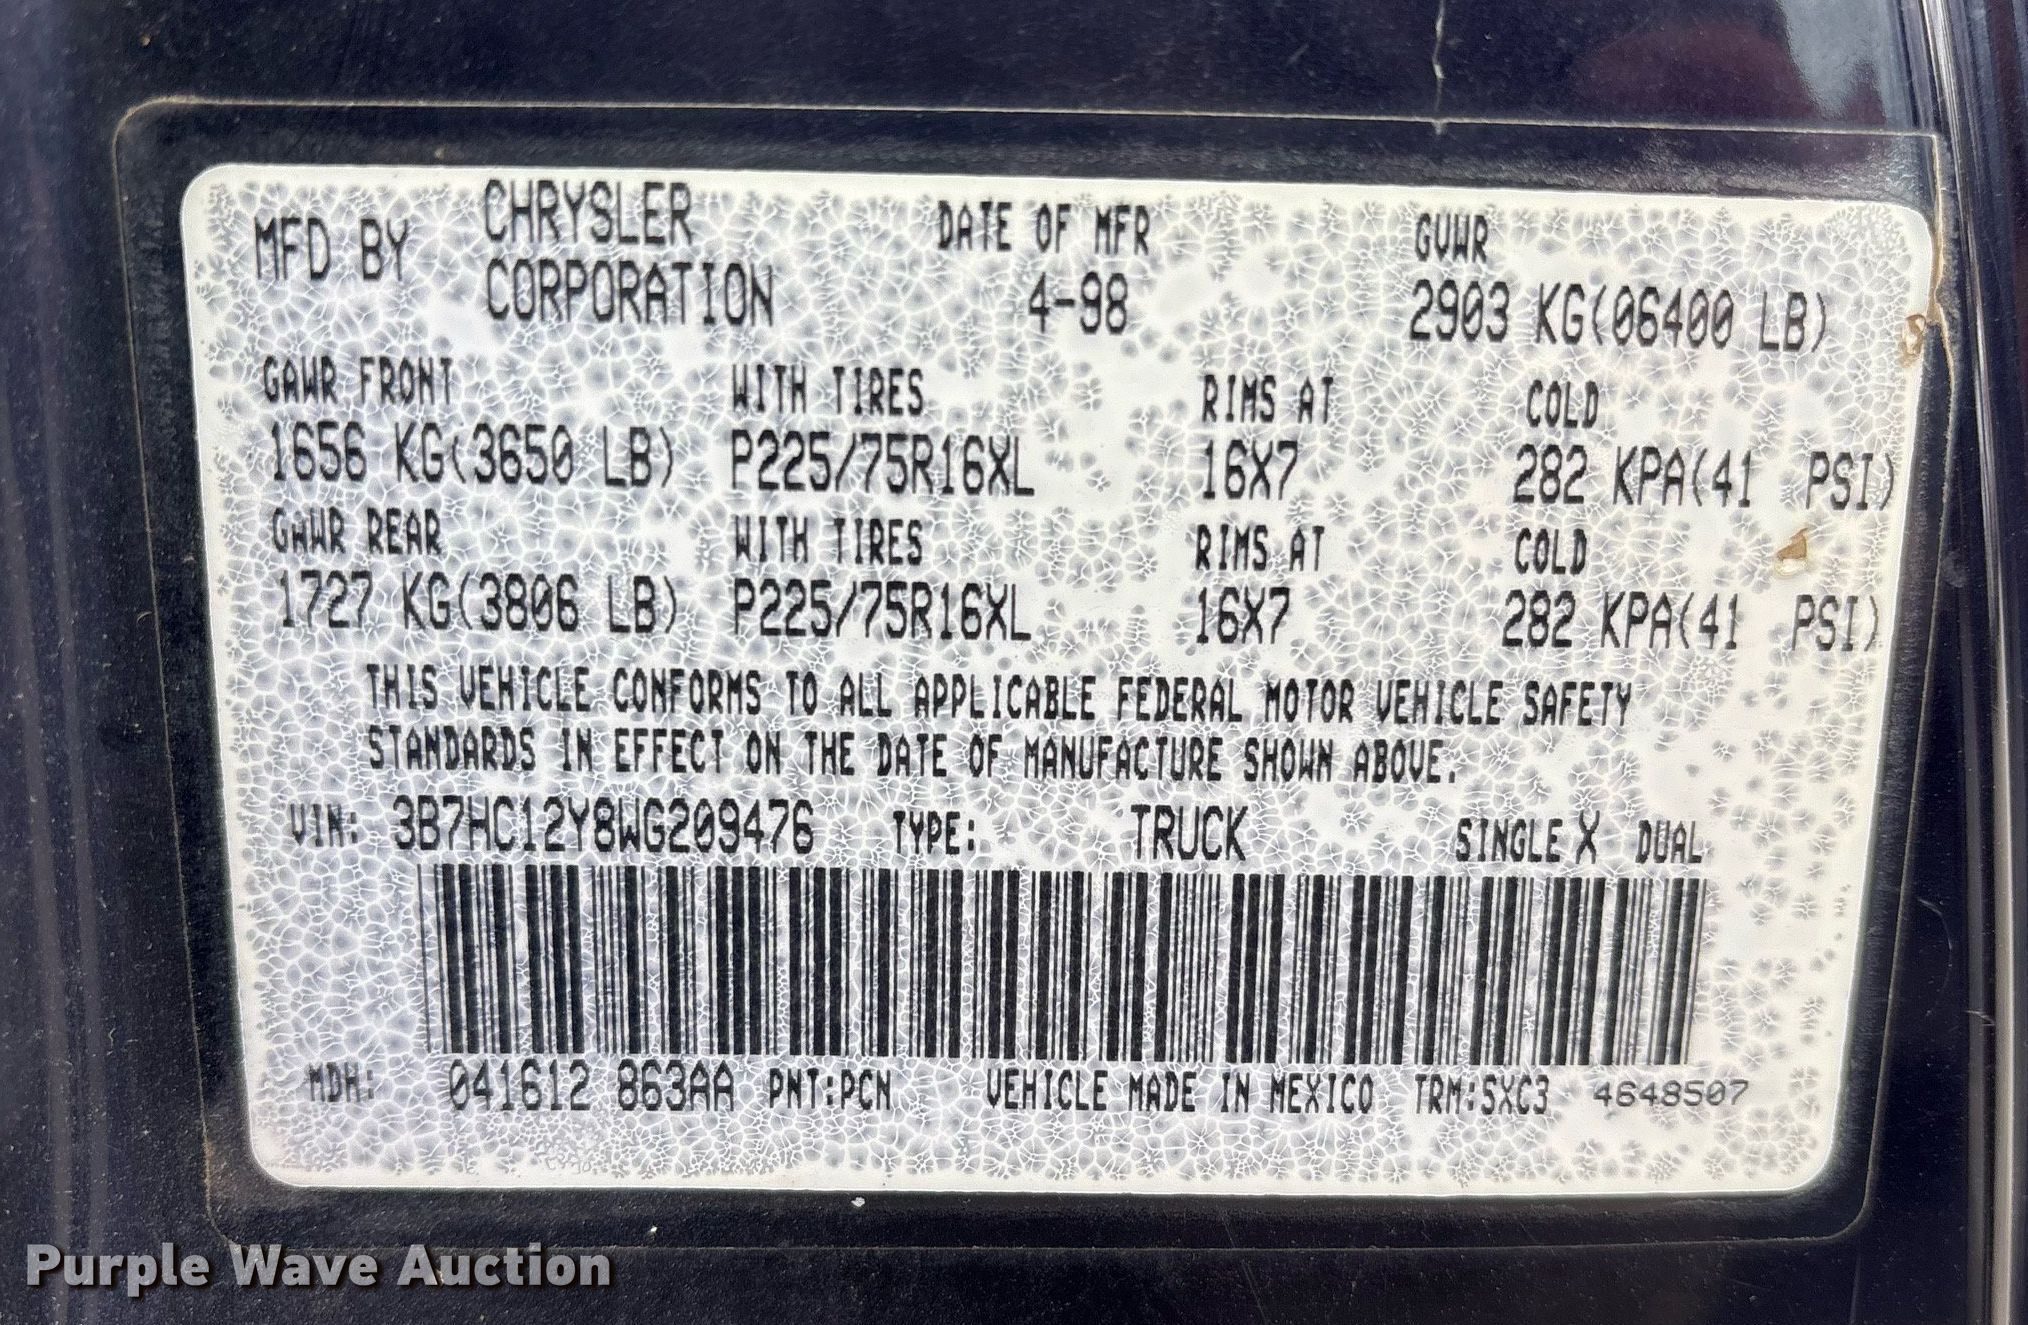 MFD BY CHRYSLER CORPORATION DATE OF MFR 4-98 GVWR 2903 KG(06400 LB)
GAWR FRONT WITH TIRES RIMS AT COLD
1656 KG(3650 LB) P225/75R16XL 16X7 282 KPA(41 PSI)
GAWR REAR WITH TIRES RIMS AT COLD
1727 KG(3806 LB) P225/75R16XL 16X7 282 KPA(41 PSI)
THIS VEHICLE CONFORMS TO ALL APPLICABLE FEDERAL MOTOR VEHICLE SAFETY
STANDARDS IN EFFECT ON THE DATE OF MANUFACTURE SHOWN ABOVE.
VIN: 3B7HC12Y8WG209476 TYPE: TRUCK SINGLE X DUAL
MDH: 041612 863AA PNT:PCN VEHICLE MADE IN MEXICO TRM:SXC3 4648507
Purple Wave Auction